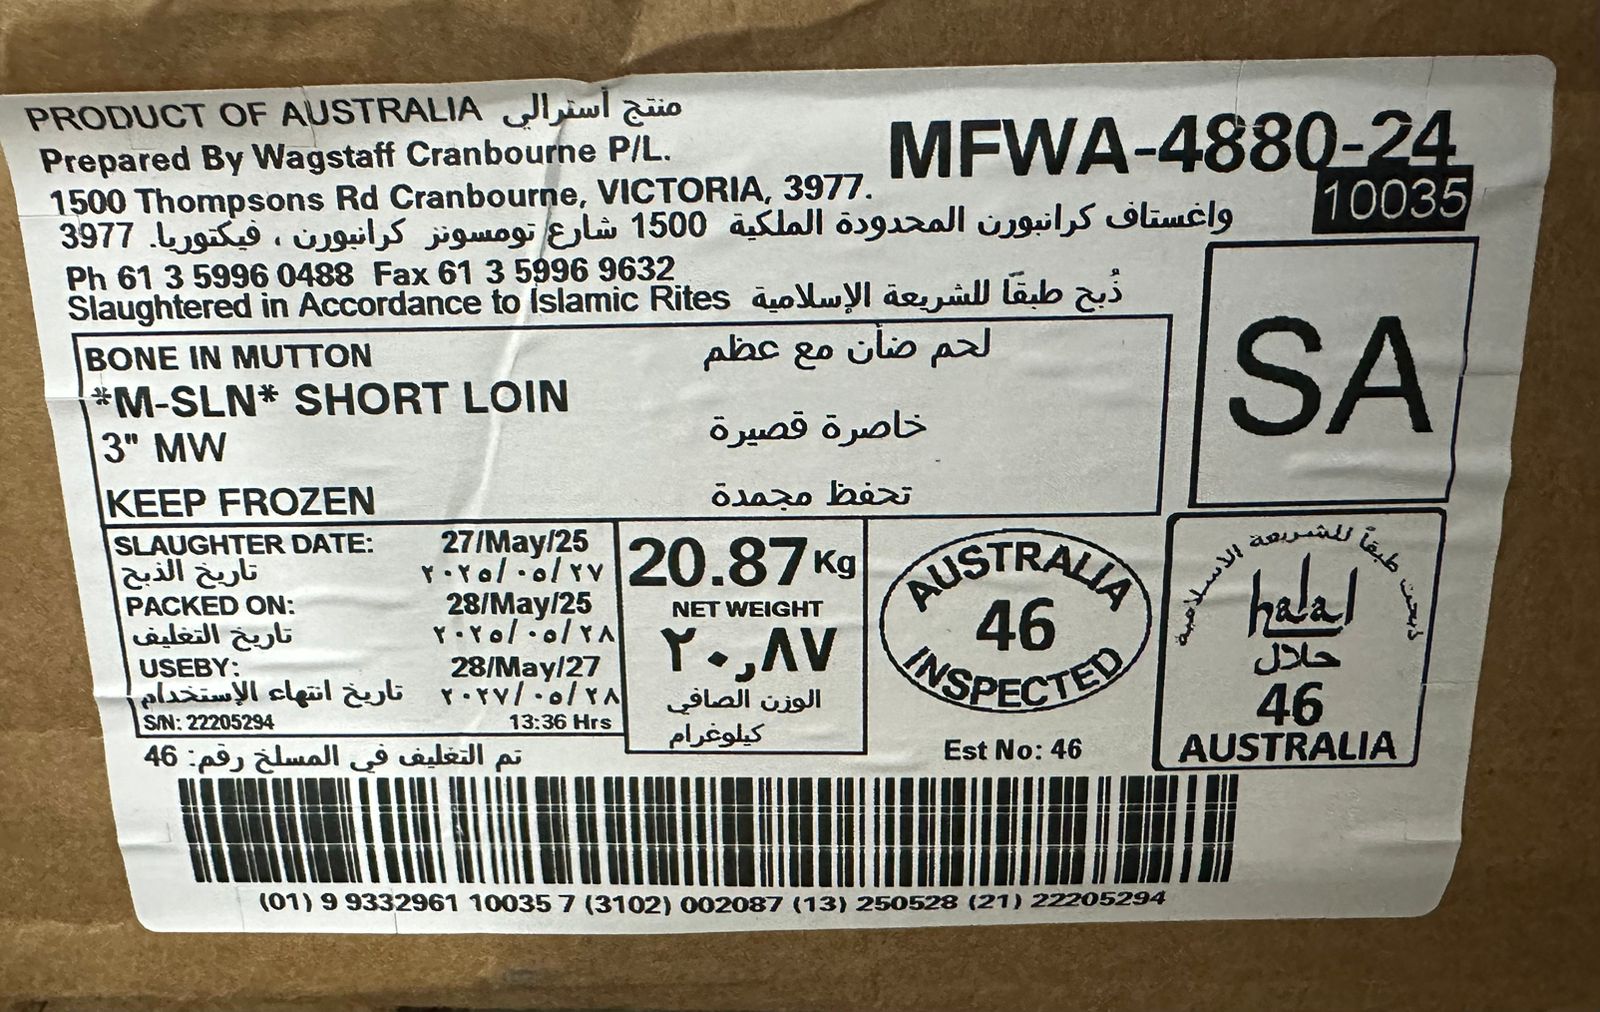 PRODUCT OF AUSTRALIA منتج أسترالي
Prepared By Wagstaff Cranbourne P/L.
1500 Thompsons Rd Cranbourne, VICTORIA, 3977.
واغستاف كرانبورن المحدودة الملكية 1500 شارع تومسونز كرانبورن ، فيكتوريا. 3977
Ph 61 3 5996 0488 Fax 61 3 5996 9632
Slaughtered in Accordance to Islamic Rites ذُبح طبقًا للشريعة الإسلامية
MFWA-4880-24
10035
SA
BONE IN MUTTON لحم ضأن مع عظم
*M-SLN* SHORT LOIN خاصرة قصيرة
3" MW
KEEP FROZEN تحفظ مجمدة
SLAUGHTER DATE: 27/May/25
تاريخ الذبح ٢٠٢٥/٠٥/٢٧
PACKED ON: 28/May/25
تاريخ التغليف ٢٠٢٥/٠٥/٢٨
USEBY: 28/May/27
تاريخ انتهاء الإستخدام ٢٠٢٧/٠٥/٢٨
S/N: 22205294 13:36 Hrs
20.87 Kg
NET WEIGHT
٢٠,٨٧
الوزن الصافي
كيلوغرام
AUSTRALIA
46
INSPECTED
Est No: 46
ذبحت طبقاً للشريعة الاسلامية
halal
حلال
46
AUSTRALIA
تم التغليف في المسلخ رقم: 46
(01) 9 9332961 10035 7 (3102) 002087 (13) 250528 (21) 22205294